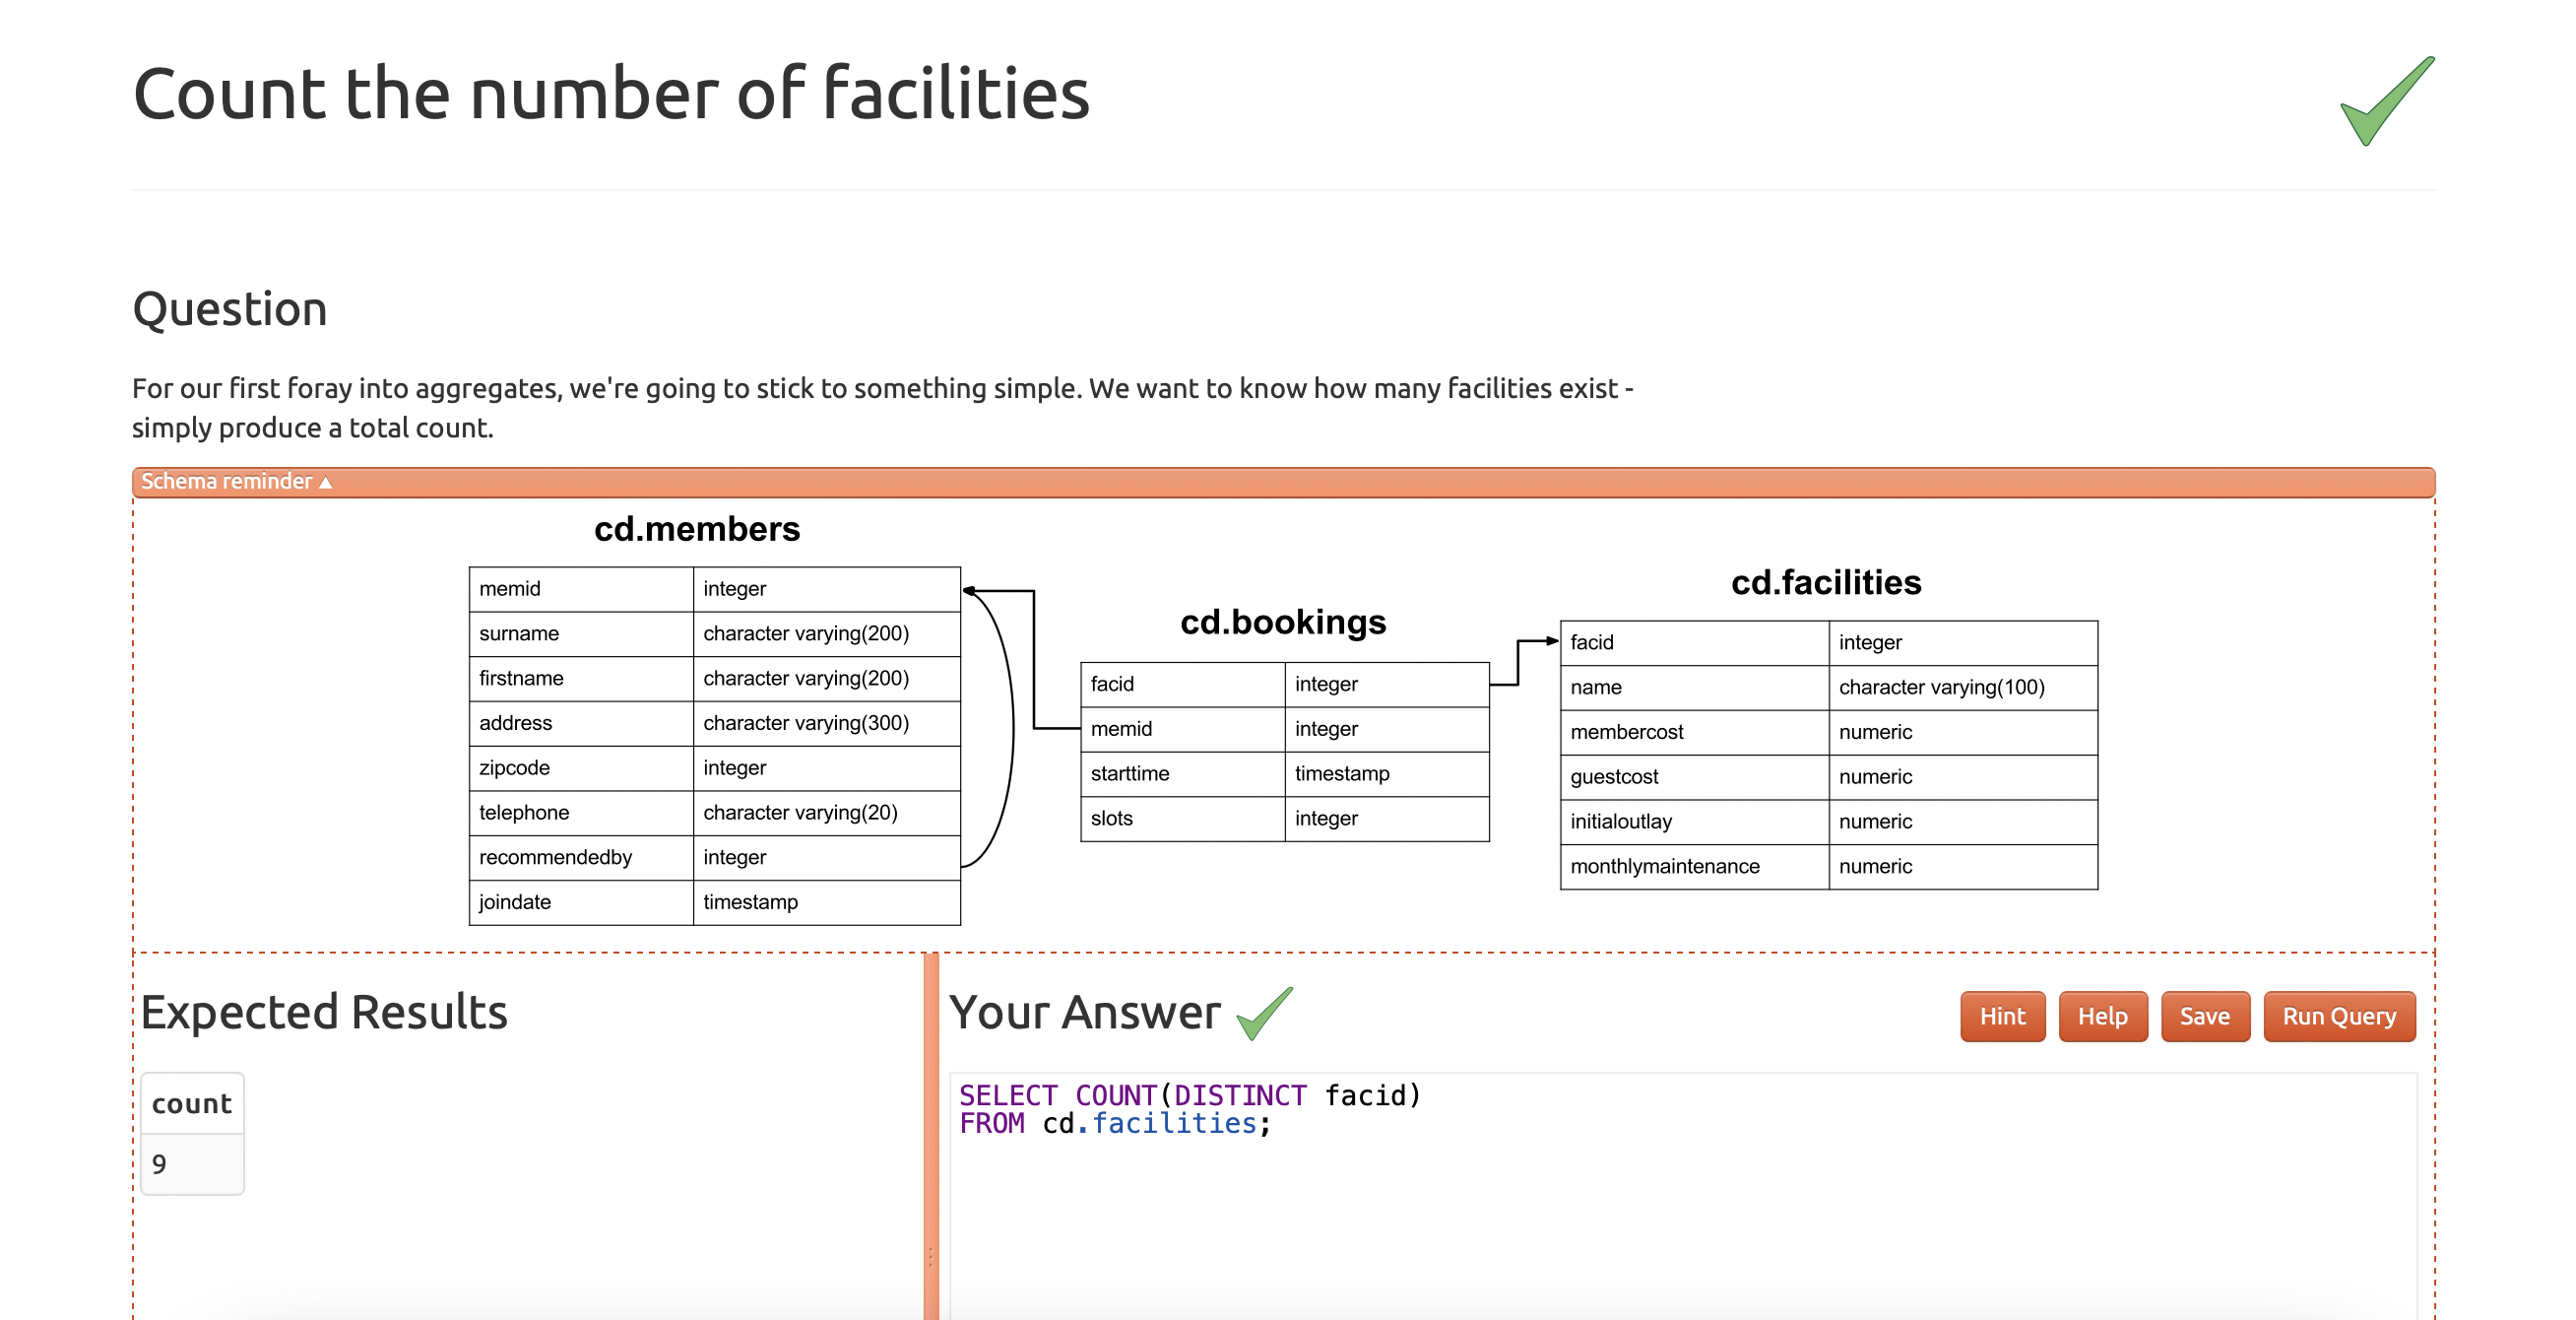 Count the number of facilities
Question
For our first foray into aggregates, we're going to stick to something simple. We want to know how many facilities exist -
simply produce a total count.
Schema reminder ▲
cd.members
memid integer
surname character varying(200)
firstname character varying(200)
address character varying(300)
zipcode integer
telephone character varying(20)
recommendedby integer
joindate timestamp
cd.bookings
facid integer
memid integer
starttime timestamp
slots integer
cd.facilities
facid integer
name character varying(100)
membercost numeric
guestcost numeric
initialoutlay numeric
monthlymaintenance numeric
Expected Results
count
9
Your Answer
Hint Help Save Run Query
SELECT COUNT(DISTINCT facid)
FROM cd.facilities;